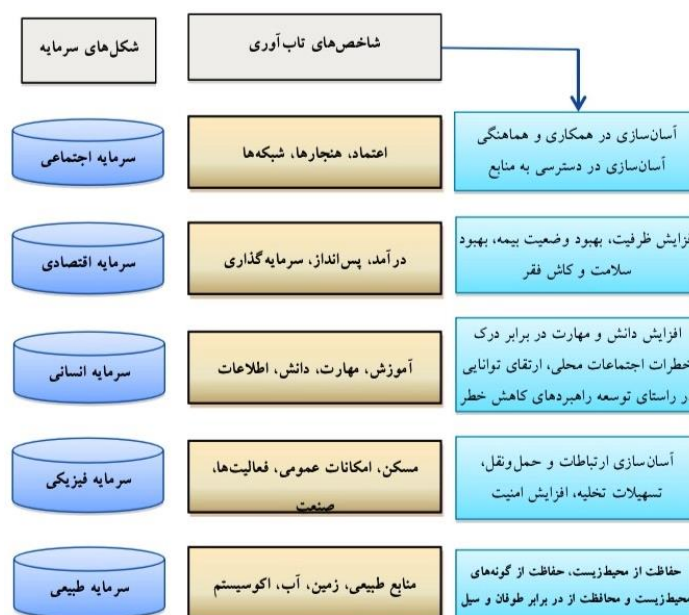 شکل‌های سرمایه
شاخص‌های تاب‌آوری
سرمایه اجتماعی
اعتماد، هنجارها، شبکه‌ها
آسان‌سازی در همکاری و هماهنگی
آسان‌سازی در دسترسی به منابع
سرمایه اقتصادی
درآمد، پس‌انداز، سرمایه‌گذاری
فزایش ظرفیت، بهبود وضعیت بیمه، بهبود
سلامت و کاش فقر
سرمایه انسانی
آموزش، مهارت، دانش، اطلاعات
افزایش دانش و مهارت در برابر درک
خطرات اجتماعات محلی، ارتقای توانایی
ر راستای توسعه راهبردهای کاهش خطر
سرمایه فیزیکی
مسکن، امکانات عمومی، فعالیت‌ها،
صنعت
آسان‌سازی ارتباطات و حمل‌ونقل،
تسهیلات تخلیه، افزایش امنیت
سرمایه طبیعی
منابع طبیعی، زمین، آب، اکوسیستم
حفاظت از محیط‌زیست، حفاظت از گونه‌های
محیط‌زیست و محافظت از در برابر طوفان و سیل